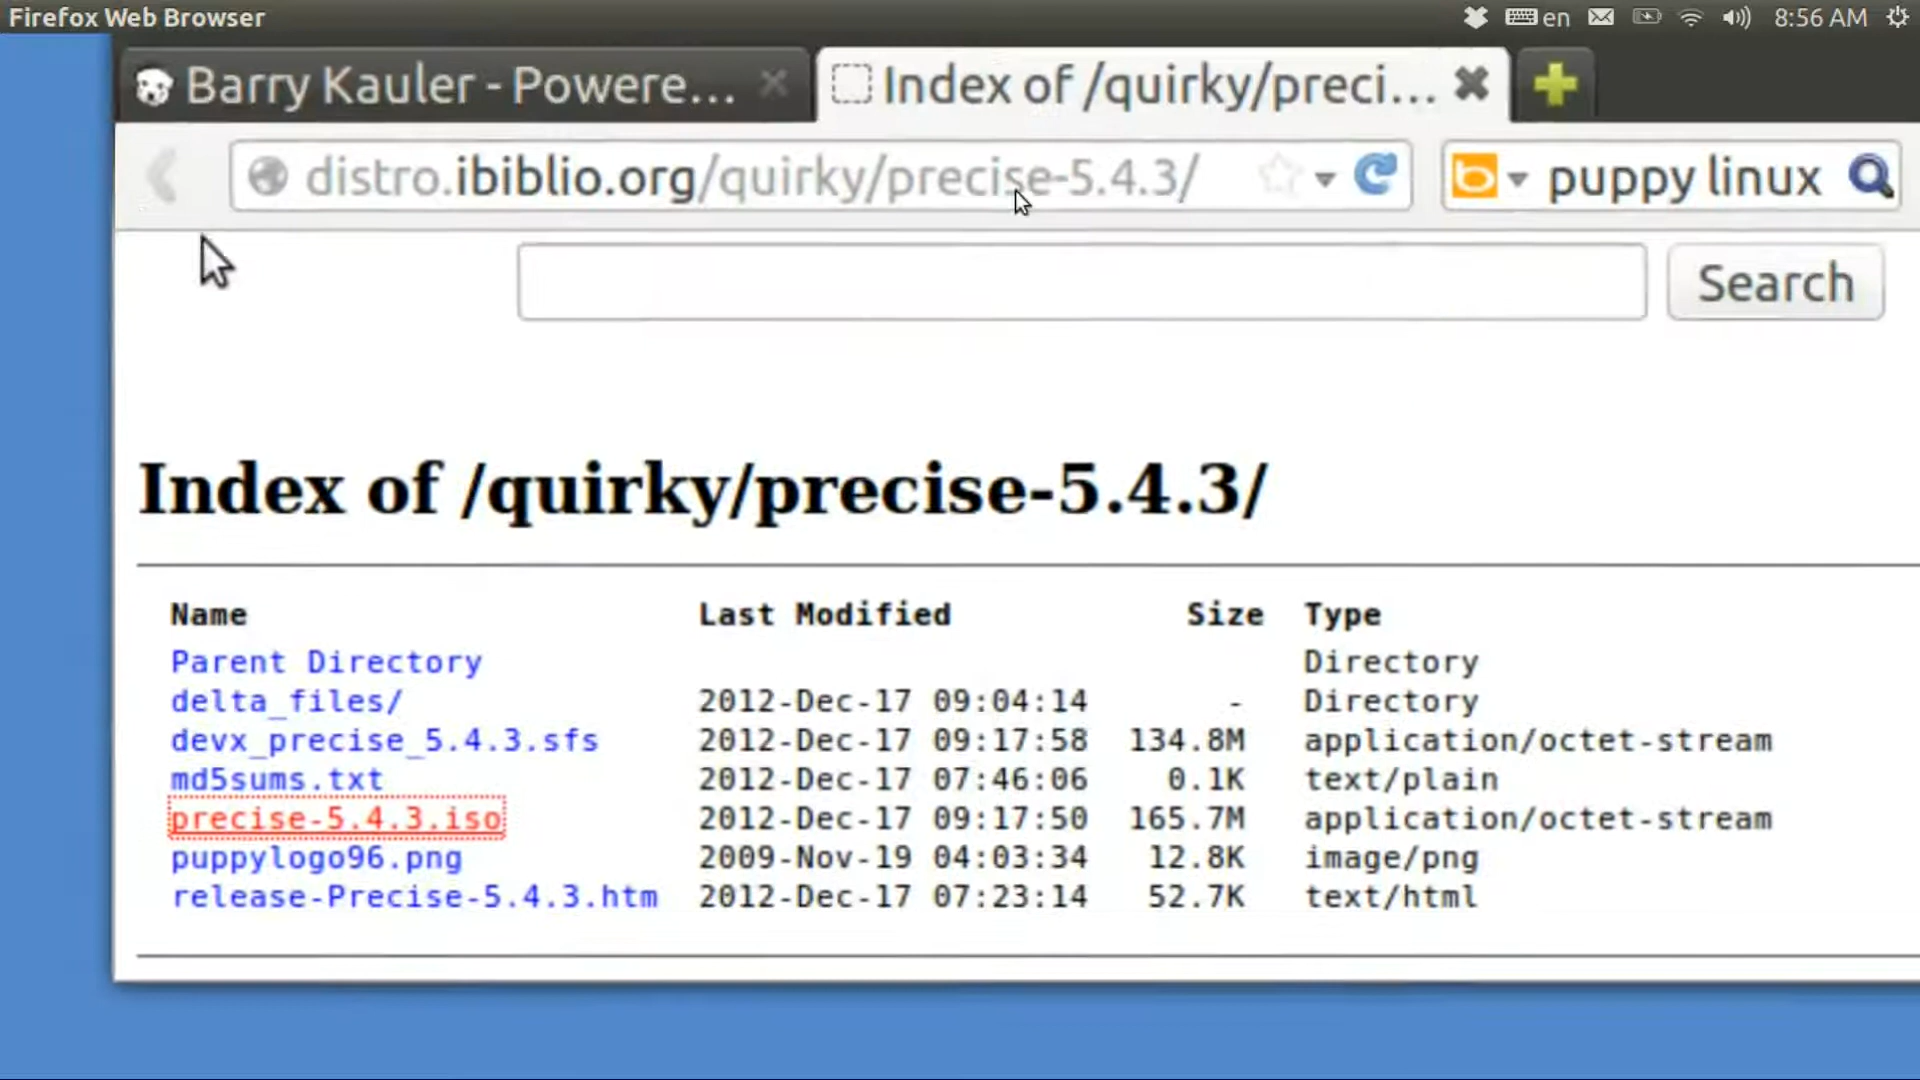 Firefox Web Browser en 8:56 AM
Barry Kauler - Powere... Index of /quirky/preci...
distro.ibiblio.org/quirky/precise-5.4.3/ puppy linux
Search
Index of /quirky/precise-5.4.3/
Name Last Modified Size Type
Parent Directory Directory
delta_files/ 2012-Dec-17 09:04:14 - Directory
devx_precise_5.4.3.sfs 2012-Dec-17 09:17:58 134.8M application/octet-stream
md5sums.txt 2012-Dec-17 07:46:06 0.1K text/plain
precise-5.4.3.iso 2012-Dec-17 09:17:50 165.7M application/octet-stream
puppylogo96.png 2009-Nov-19 04:03:34 12.8K image/png
release-Precise-5.4.3.htm 2012-Dec-17 07:23:14 52.7K text/html